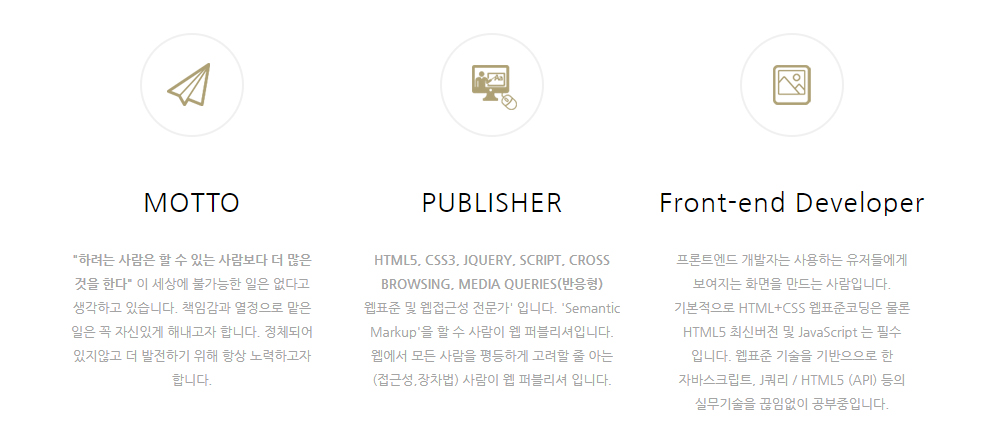 MOTTO
"하려는 사람은 할 수 있는 사람보다 더 많은
것을 한다" 이 세상에 불가능한 일은 없다고
생각하고 있습니다. 책임감과 열정으로 맡은
일은 꼭 자신있게 해내고자 합니다. 정체되어
있지않고 더 발전하기 위해 항상 노력하고자
합니다.
PUBLISHER
HTML5, CSS3, JQUERY, SCRIPT, CROSS
BROWSING, MEDIA QUERIES(반응형)
웹표준 및 웹접근성 전문가' 입니다. 'Semantic
Markup'을 할 수 사람이 웹 퍼블리셔입니다.
웹에서 모든 사람을 평등하게 고려할 줄 아는
(접근성,장차법) 사람이 웹 퍼블리셔 입니다.
Front-end Developer
프론트엔드 개발자는 사용하는 유저들에게
보여지는 화면을 만드는 사람입니다.
기본적으로 HTML+CSS 웹표준코딩은 물론
HTML5 최신버전 및 JavaScript 는 필수
입니다. 웹표준 기술을 기반으으로 한
자바스크립트, J쿼리 / HTML5 (API) 등의
실무기술을 끊임없이 공부중입니다.